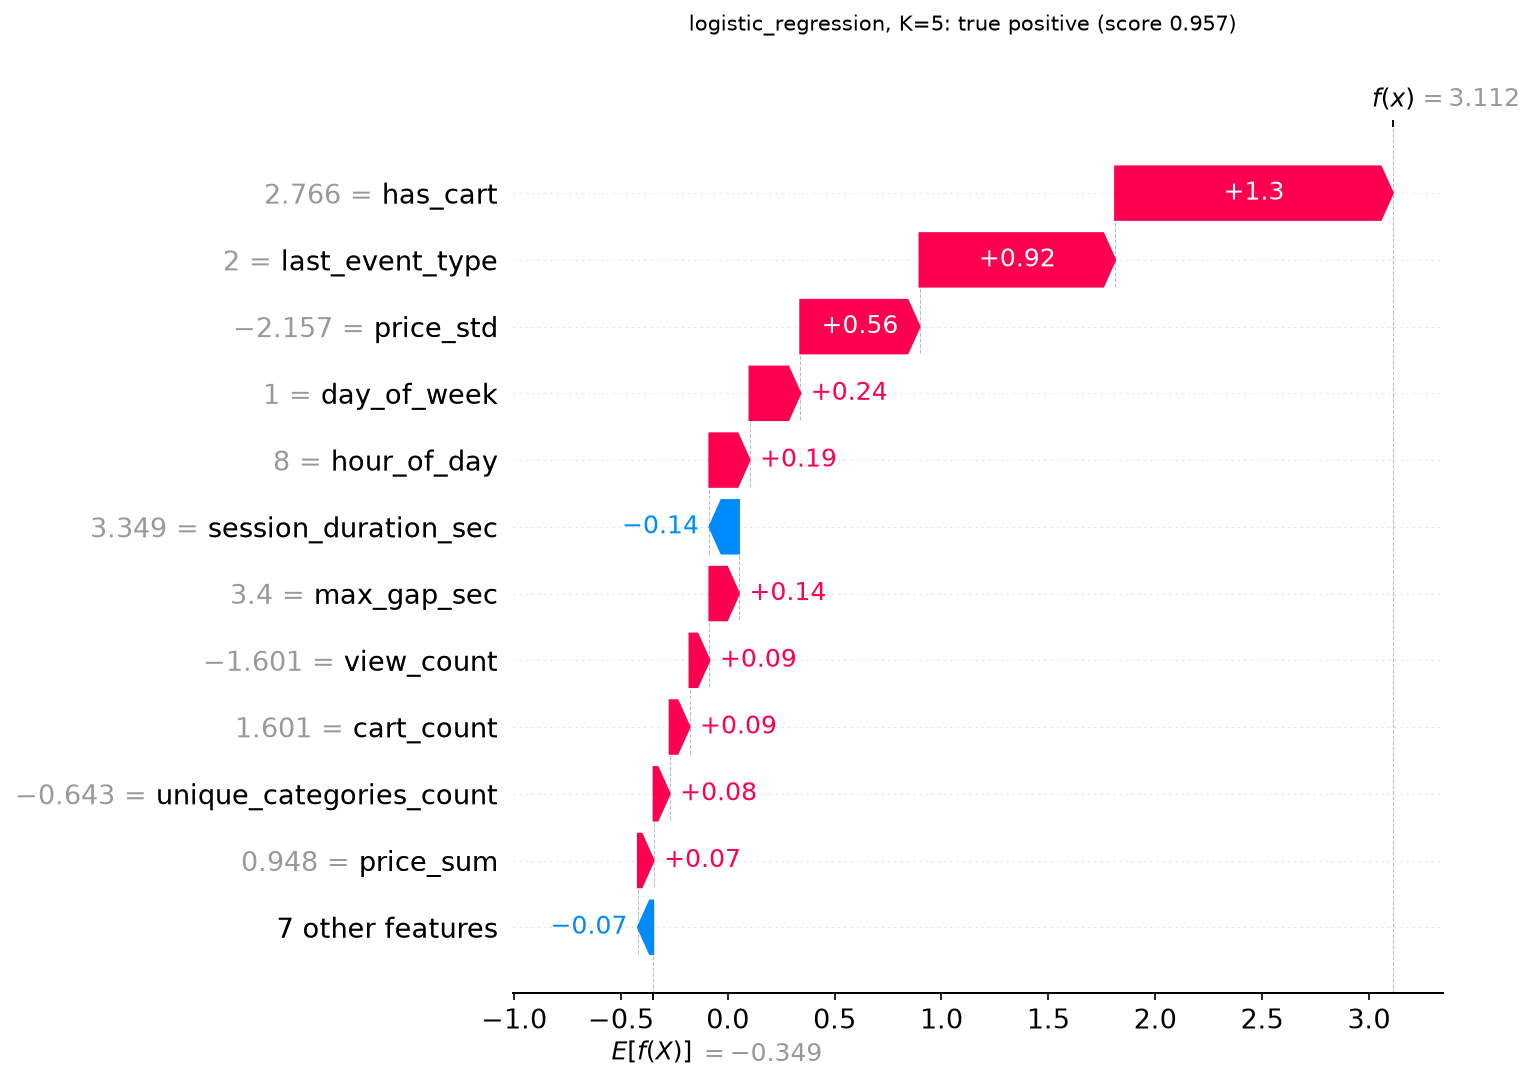 logistic_regression, K=5: true positive (score 0.957)
f(x) = 3.112
2.766 = has_cart +1.3
2 = last_event_type +0.92
−2.157 = price_std +0.56
1 = day_of_week +0.24
8 = hour_of_day +0.19
3.349 = session_duration_sec −0.14
3.4 = max_gap_sec +0.14
−1.601 = view_count +0.09
1.601 = cart_count +0.09
−0.643 = unique_categories_count +0.08
0.948 = price_sum +0.07
7 other features −0.07
−1.0 −0.5 0.0 0.5 1.0 1.5 2.0 2.5 3.0
E[f(X)] = −0.349